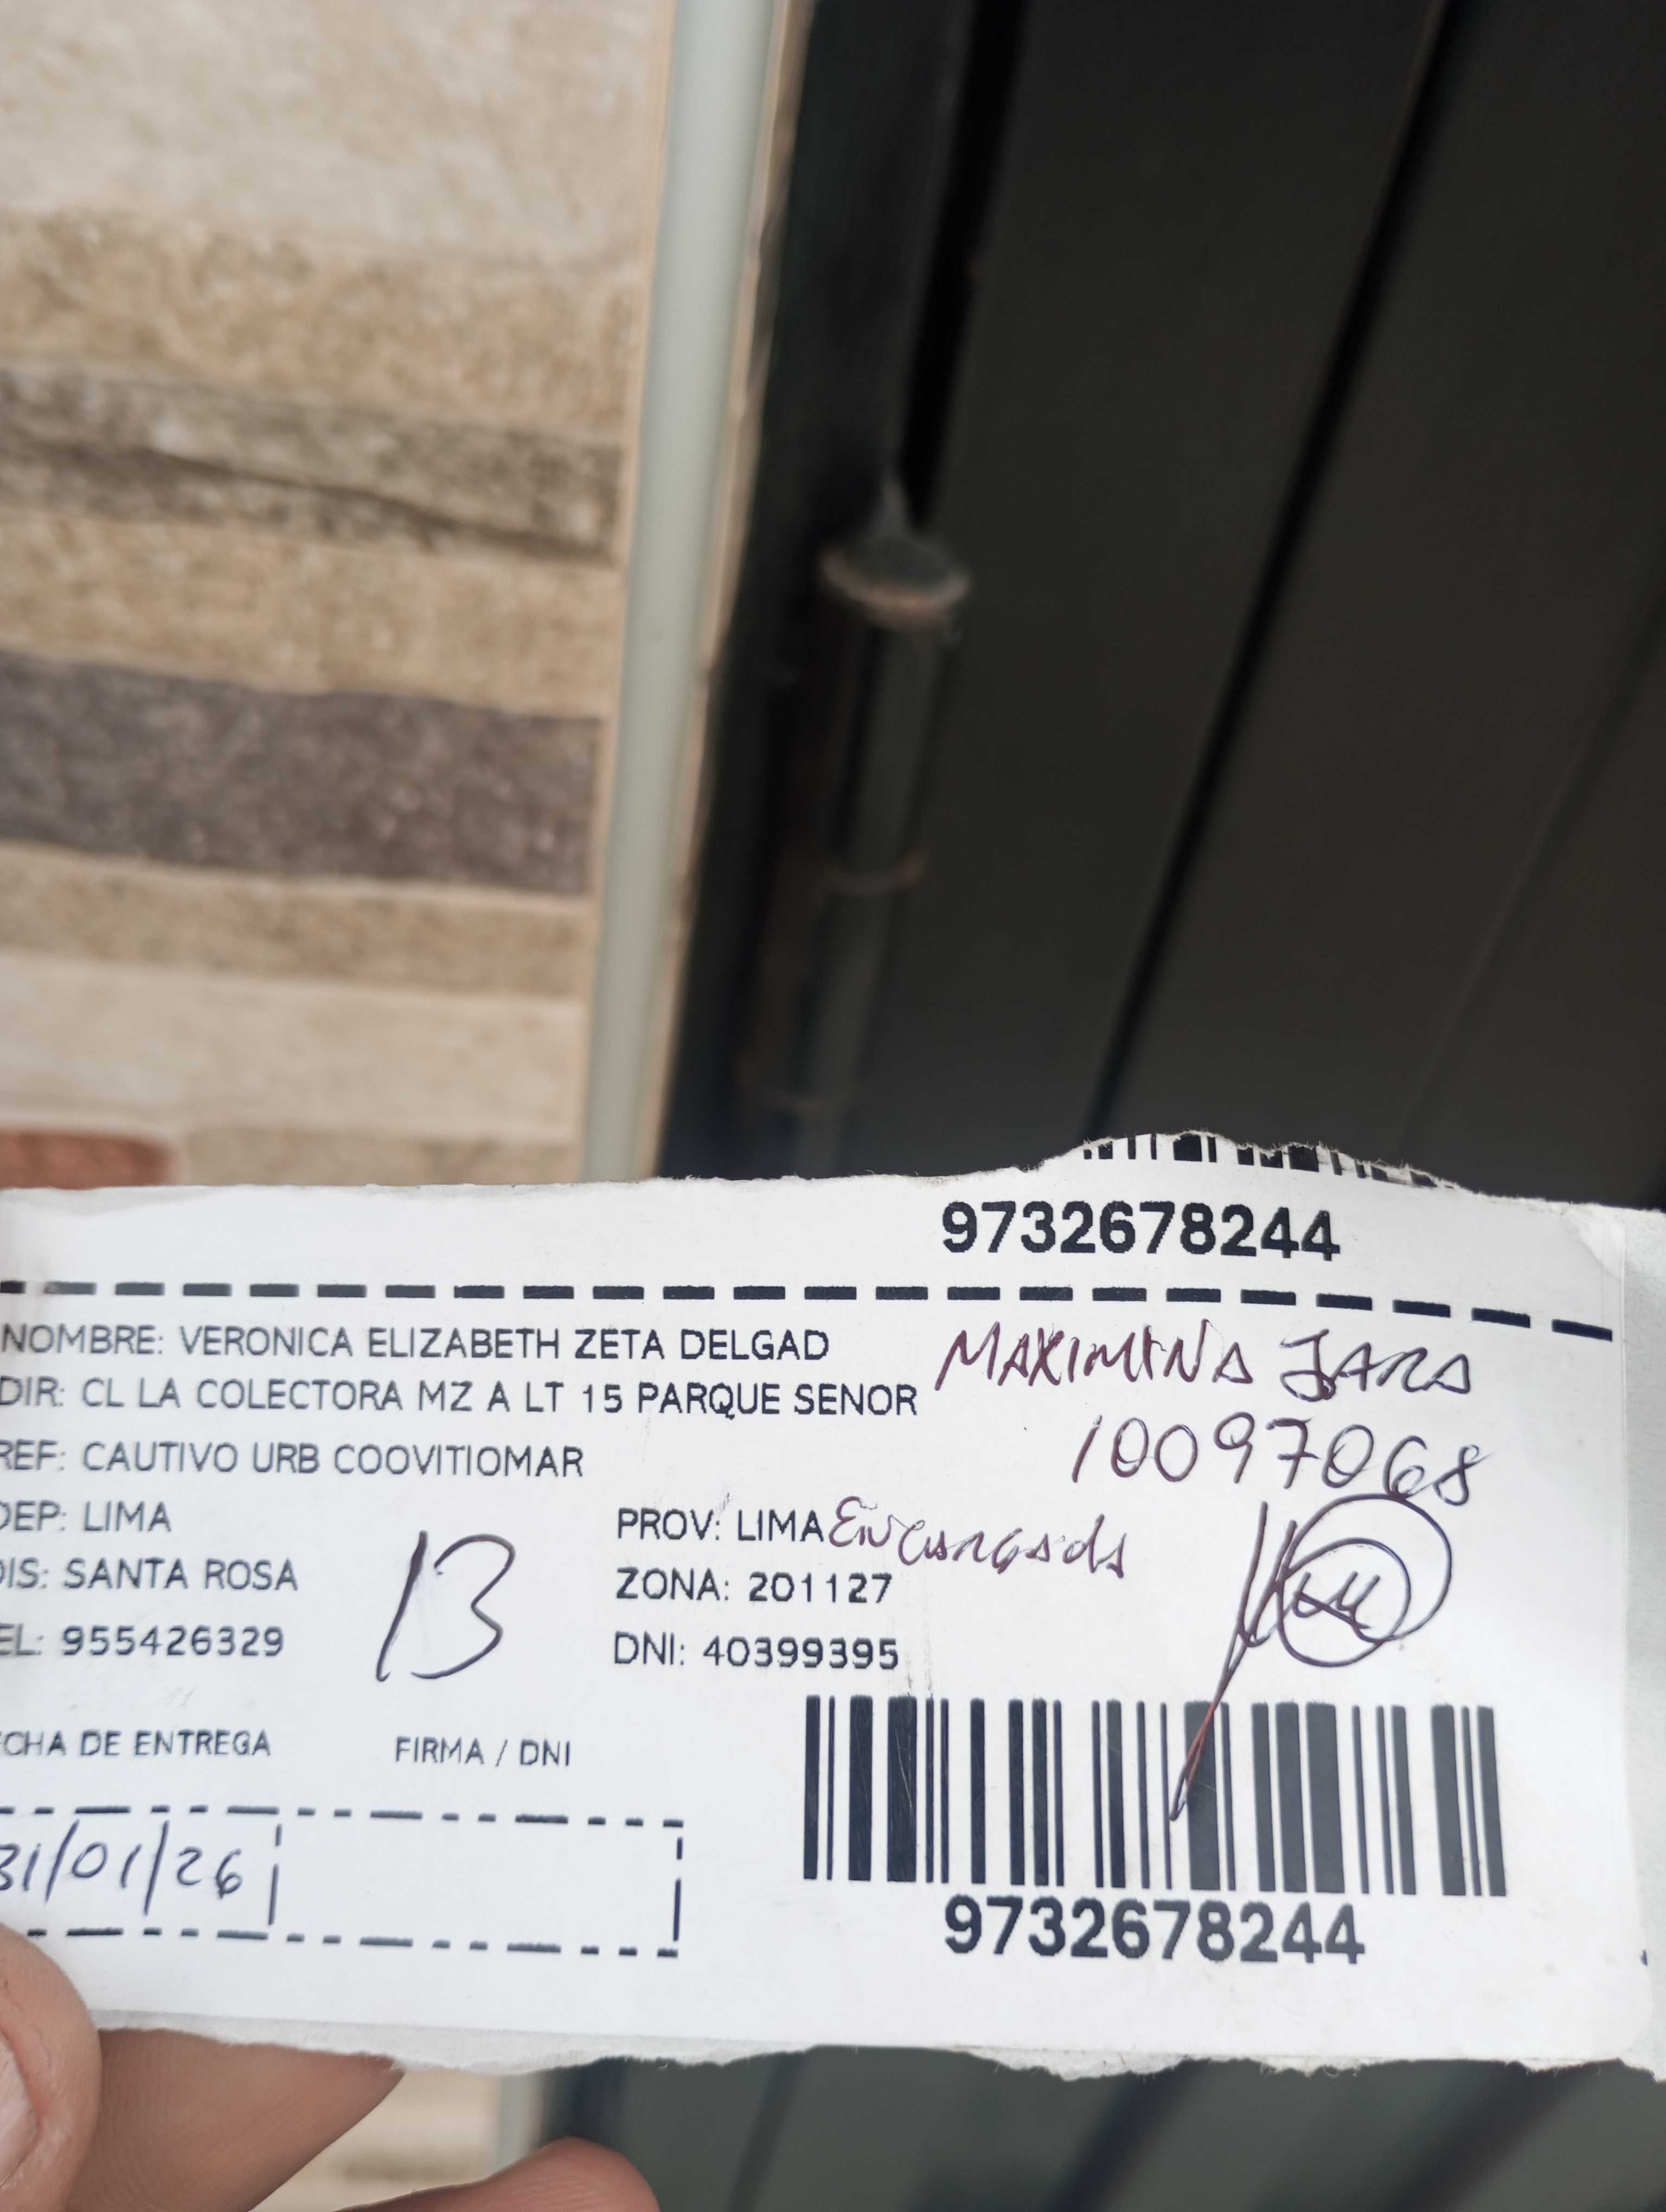 9732678244
NOMBRE: VERONICA ELIZABETH ZETA DELGAD
MAXIMINA JARA
DIR: CL LA COLECTORA MZ A LT 15 PARQUE SENOR
10097068
REF: CAUTIVO URB COOVITIOMAR
DEP: LIMA
PROV: LIMA
Encargada
DIS: SANTA ROSA
13
ZONA: 201127
EL: 955426329
DNI: 40399395
CHA DE ENTREGA
FIRMA / DNI
31/01/26
9732678244